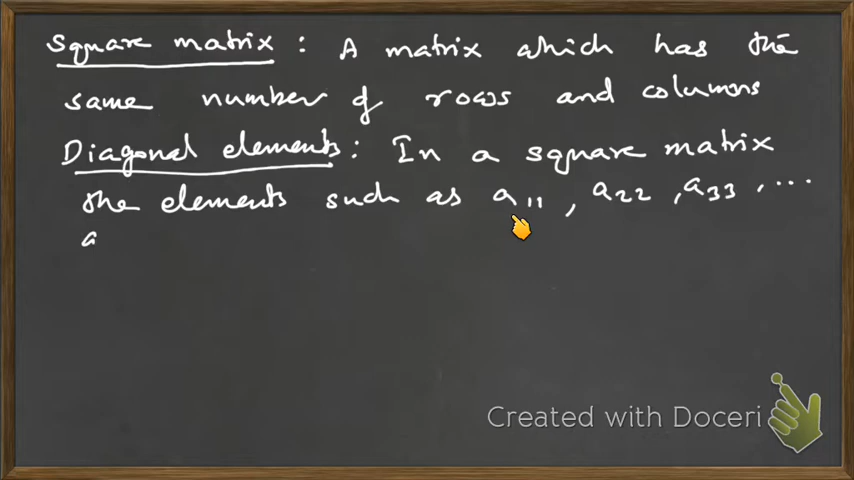 Square matrix : A matrix which has the
same number of rows and columns
Diagonal elements : In a square matrix
the elements such as a₁₁ , a₂₂ , a₃₃ , ...
a
Created with Doceri